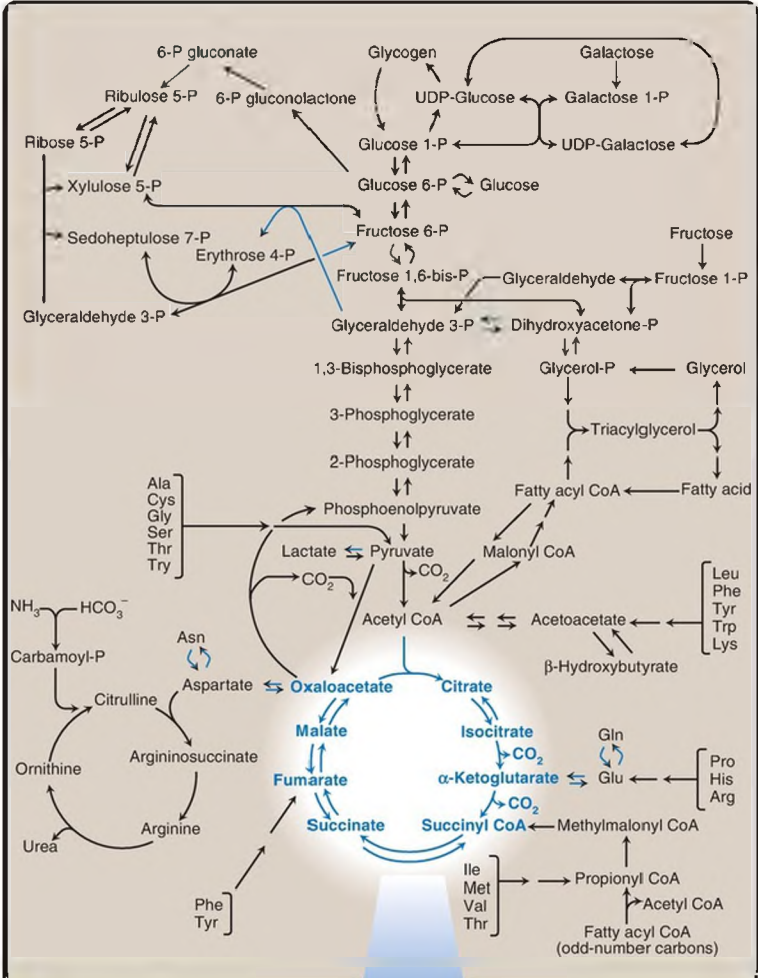 6-P gluconate
Glycogen
Galactose
Ribulose 5-P
6-P gluconolactone
UDP-Glucose
Galactose 1-P
Ribose 5-P
Glucose 1-P
UDP-Galactose
Xylulose 5-P
Glucose 6-P
Glucose
Sedoheptulose 7-P
Fructose 6-P
Fructose
Erythrose 4-P
Fructose 1,6-bis-P
Glyceraldehyde
Fructose 1-P
Glyceraldehyde 3-P
Glyceraldehyde 3-P
Dihydroxyacetone-P
1,3-Bisphosphoglycerate
Glycerol-P
Glycerol
3-Phosphoglycerate
Triacylglycerol
2-Phosphoglycerate
Ala
Cys
Gly
Ser
Thr
Try
Phosphoenolpyruvate
Fatty acyl CoA
Fatty acid
Lactate
Pyruvate
Malonyl CoA
CO2
CO2
Leu
Phe
Tyr
Trp
Lys
NH3
HCO3−
Acetyl CoA
Acetoacetate
Asn
Carbamoyl-P
β-Hydroxybutyrate
Aspartate
Oxaloacetate
Citrate
Citrulline
Malate
Isocitrate
Gln
CO2
Argininosuccinate
Ornithine
Fumarate
α-Ketoglutarate
Glu
Pro
His
Arg
CO2
Arginine
Succinate
Succinyl CoA
Methylmalonyl CoA
Urea
Ile
Met
Val
Thr
Propionyl CoA
Phe
Tyr
Acetyl CoA
Fatty acyl CoA
(odd-number carbons)